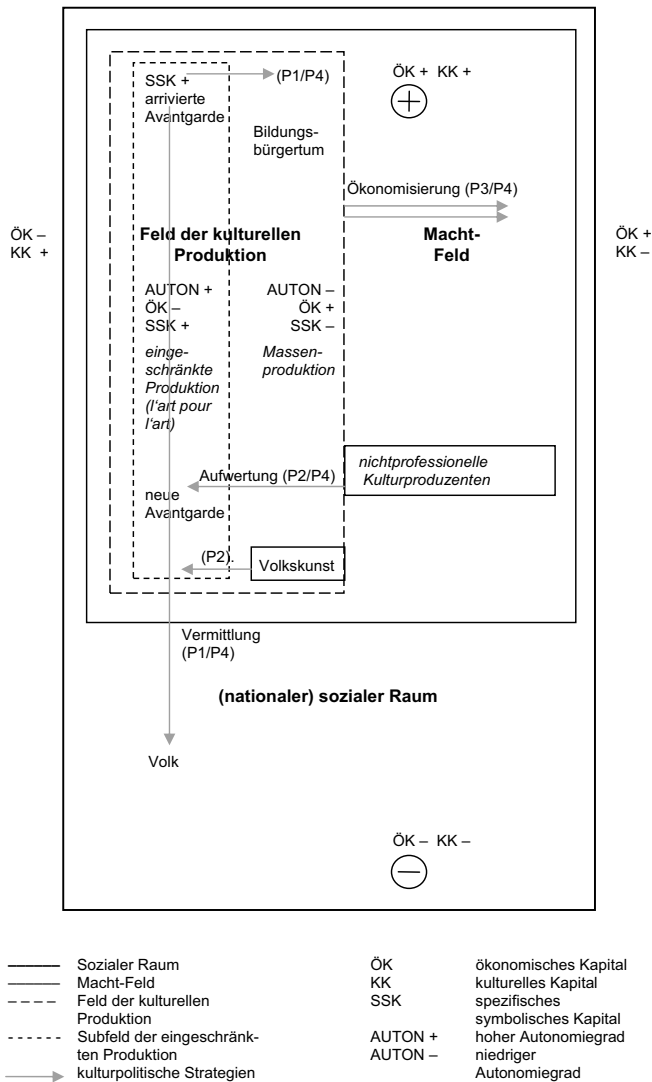 SSK +
arrivierte
Avantgarde
(P1/P4)
ÖK + KK +
Bildungs-
bürgertum
Ökonomisierung (P3/P4)
ÖK –
KK +
Feld der kulturellen
Produktion
Macht-
Feld
ÖK +
KK –
AUTON +
ÖK –
SSK +
einge-
schränkte
Produktion
(l'art pour
l'art)
AUTON –
ÖK +
SSK –
Massen-
produktion
nichtprofessionelle
Kulturproduzenten
Aufwertung (P2/P4)
neue
Avantgarde
(P2).
Volkskunst
Vermittlung
(P1/P4)
(nationaler) sozialer Raum
Volk
ÖK – KK –
Sozialer Raum
Macht-Feld
Feld der kulturellen
Produktion
Subfeld der eingeschränk-
ten Produktion
kulturpolitische Strategien
ÖK ökonomisches Kapital
KK kulturelles Kapital
SSK spezifisches
symbolisches Kapital
AUTON + hoher Autonomiegrad
AUTON – niedriger
Autonomiegrad